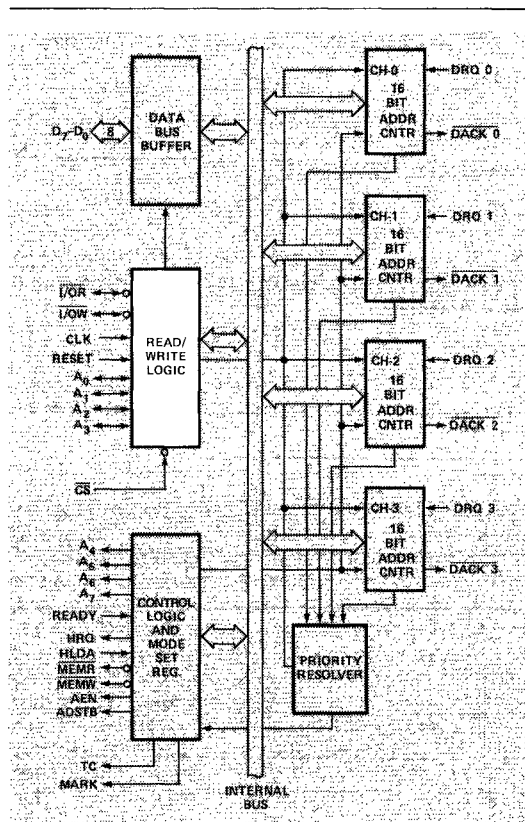 D7-D0
8
DATA
BUS
BUFFER
I/OR
I/OW
CLK
RESET
A0
A1
A2
A3
READ/
WRITE
LOGIC
CS
A4
A5
A6
A7
READY
HRQ
HLDA
MEMR
MEMW
AEN
ADSTB
TC
MARK
CONTROL
LOGIC
AND
MODE
SET
REG.
INTERNAL
BUS
CH-0
16
BIT
ADDR
CNTR
DRQ 0
DACK 0
CH-1
16
BIT
ADDR
CNTR
DRQ 1
DACK 1
CH-2
16
BIT
ADDR
CNTR
DRQ 2
DACK 2
CH-3
16
BIT
ADDR
CNTR
DRQ 3
DACK 3
PRIORITY
RESOLVER